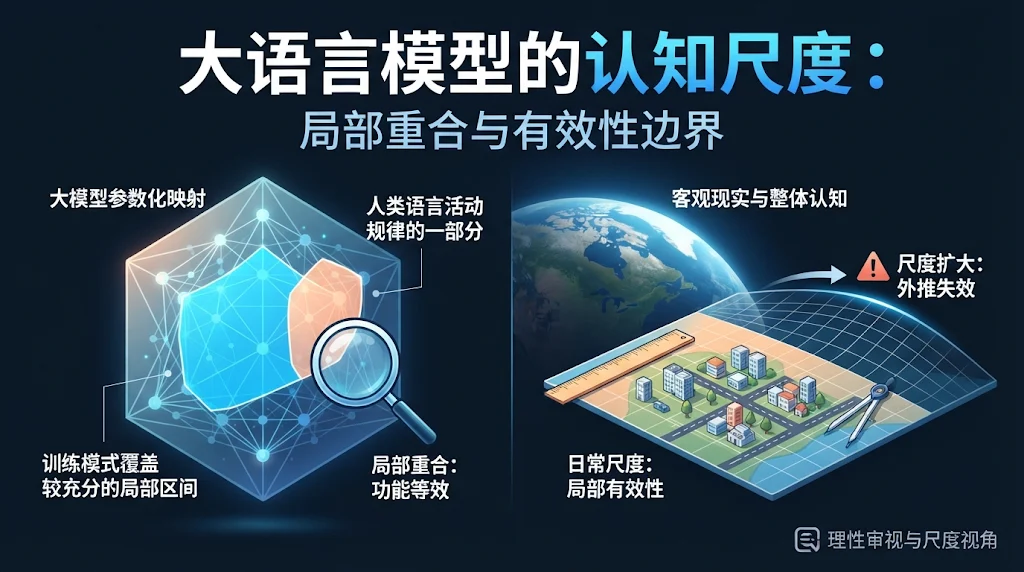 大语言模型的认知尺度：
局部重合与有效性边界
大模型参数化映射
人类语言活动
规律的一部分
训练模式覆盖
较充分的局部区间
局部重合：
功能等效
客观现实与整体认知
尺度扩大：
外推失效
日常尺度：
局部有效性
理性审视与尺度视角